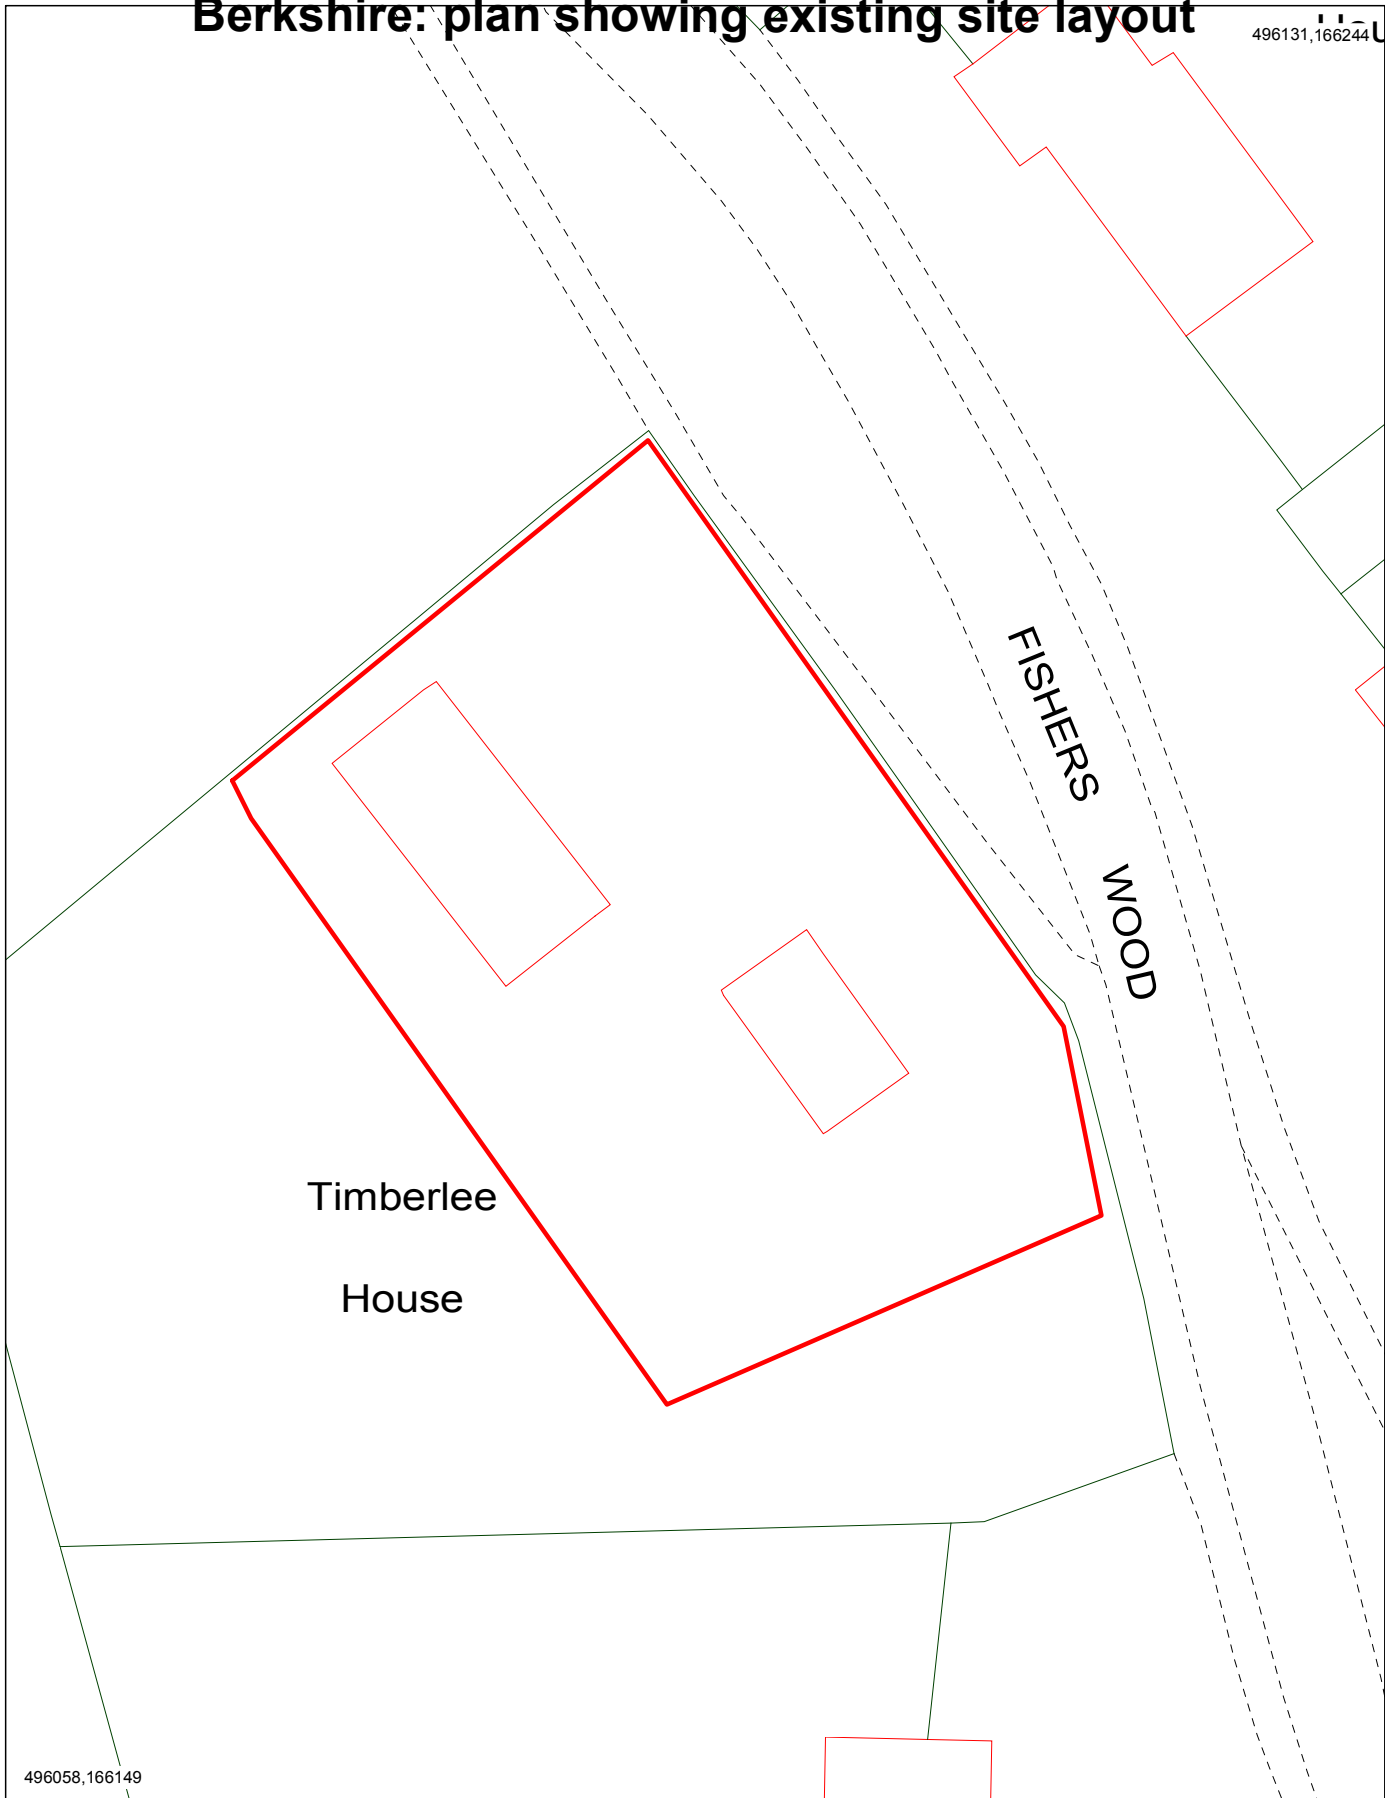 Berkshire: plan showing existing site layout
496131,166244
FISHERS
WOOD
Timberlee
House
496058,166149